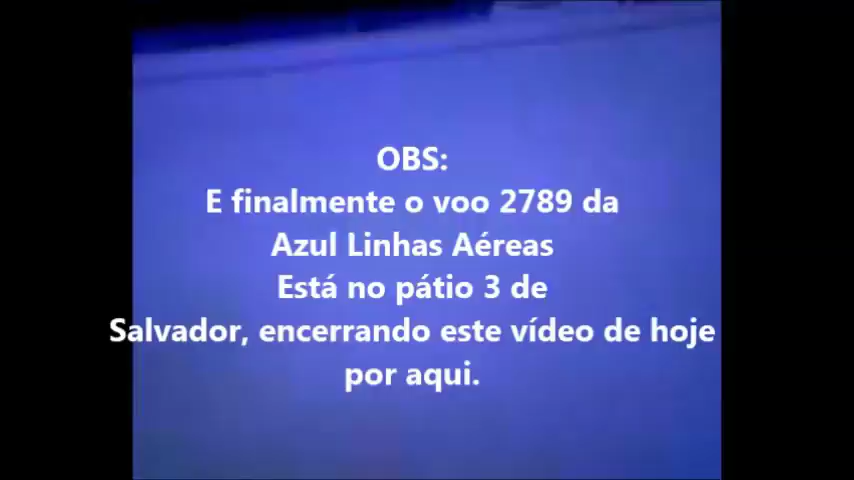 OBS:
E finalmente o voo 2789 da
Azul Linhas Aéreas
Está no pátio 3 de
Salvador, encerrando este vídeo de hoje
por aqui.